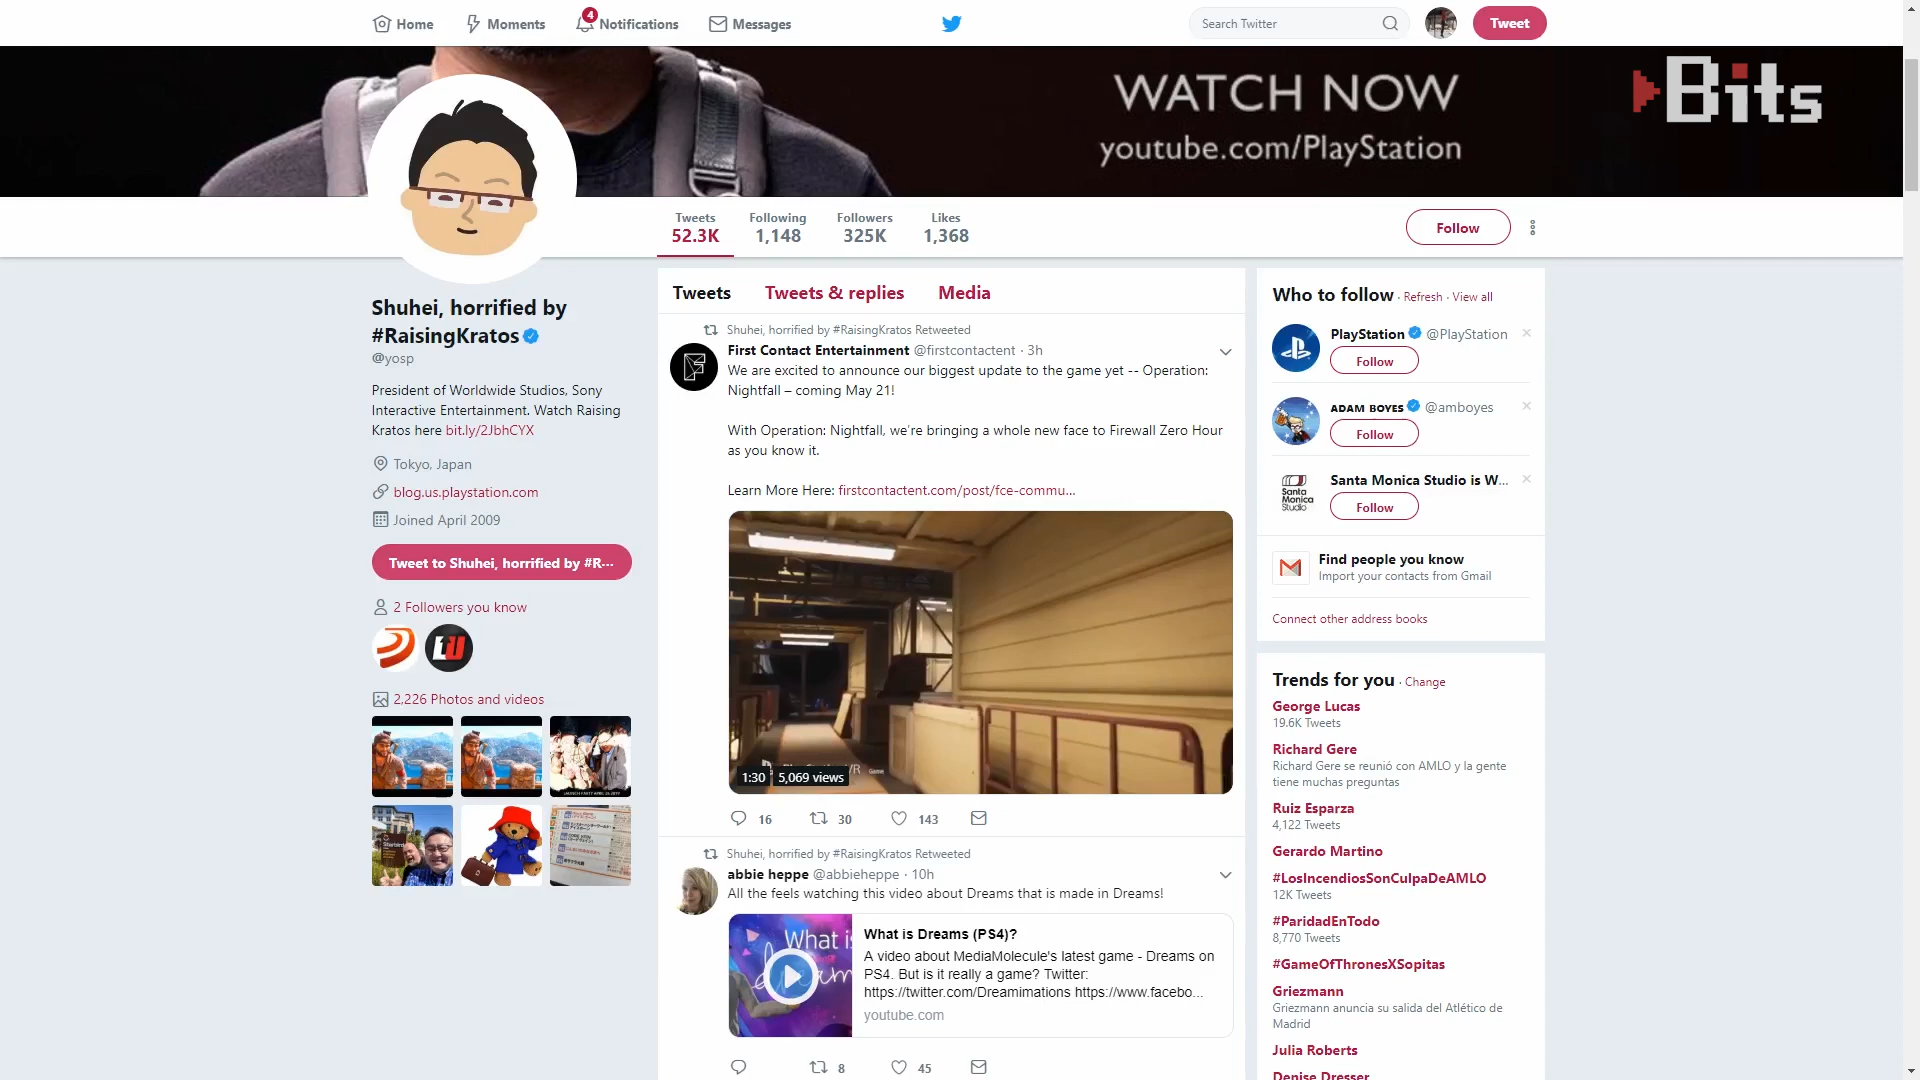 Home
Moments
4
Notifications
Messages
Search Twitter
Tweet
WATCH NOW
youtube.com/PlayStation
Bits
Tweets
52.3K
Following
1,148
Followers
325K
Likes
1,368
Follow
Shuhei, horrified by
#RaisingKratos
@yosp
President of Worldwide Studios, Sony
Interactive Entertainment. Watch Raising
Kratos here bit.ly/2JbhCYX
Tokyo, Japan
blog.us.playstation.com
Joined April 2009
Tweet to Shuhei, horrified by #R...
2 Followers you know
2,226 Photos and videos
Tweets
Tweets & replies
Media
Shuhei, horrified by #RaisingKratos Retweeted
First Contact Entertainment @firstcontactent · 3h
We are excited to announce our biggest update to the game yet -- Operation:
Nightfall – coming May 21!
With Operation: Nightfall, we're bringing a whole new face to Firewall Zero Hour
as you know it.
Learn More Here: firstcontactent.com/post/fce-commu...
1:30
5,069 views
16
30
143
Shuhei, horrified by #RaisingKratos Retweeted
abbie heppe @abbieheppe · 10h
All the feels watching this video about Dreams that is made in Dreams!
What is
What is Dreams (PS4)?
A video about MediaMolecule's latest game - Dreams on
PS4. But is it really a game? Twitter:
https://twitter.com/Dreamimations https://www.facebo...
youtube.com
8
45
Who to follow · Refresh · View all
PlayStation @PlayStation
Follow
ADAM BOYES @amboyes
Follow
Santa
Monica
Studio
Santa Monica Studio is W...
Follow
Find people you know
Import your contacts from Gmail
Connect other address books
Trends for you · Change
George Lucas
19.6K Tweets
Richard Gere
Richard Gere se reunió con AMLO y la gente
tiene muchas preguntas
Ruiz Esparza
4,122 Tweets
Gerardo Martino
#LosIncendiosSonCulpaDeAMLO
12K Tweets
#ParidadEnTodo
8,770 Tweets
#GameOfThronesXSopitas
Griezmann
Griezmann anuncia su salida del Atlético de
Madrid
Julia Roberts
Denise Dresser